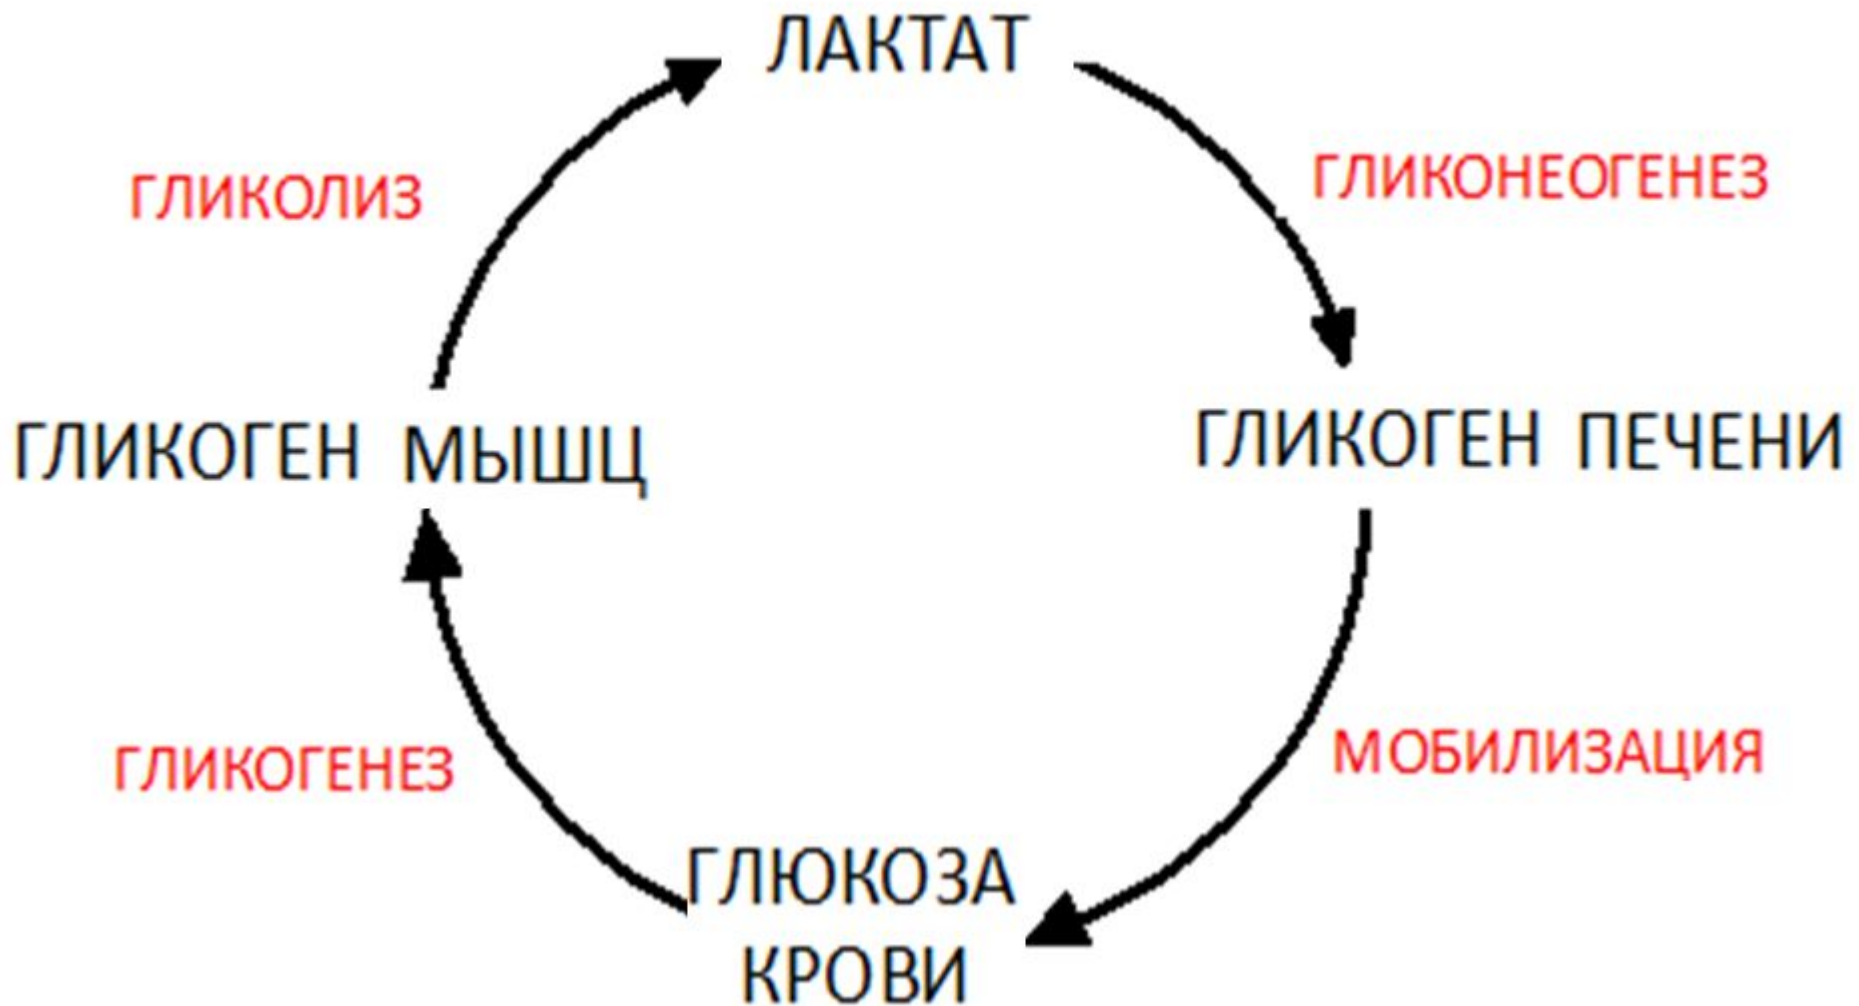 ЛАКТАТ
ГЛИКОЛИЗ
ГЛИКОНЕОГЕНЕЗ
ГЛИКОГЕН МЫШЦ
ГЛИКОГЕН ПЕЧЕНИ
ГЛИКОГЕНЕЗ
МОБИЛИЗАЦИЯ
ГЛЮКОЗА
КРОВИ